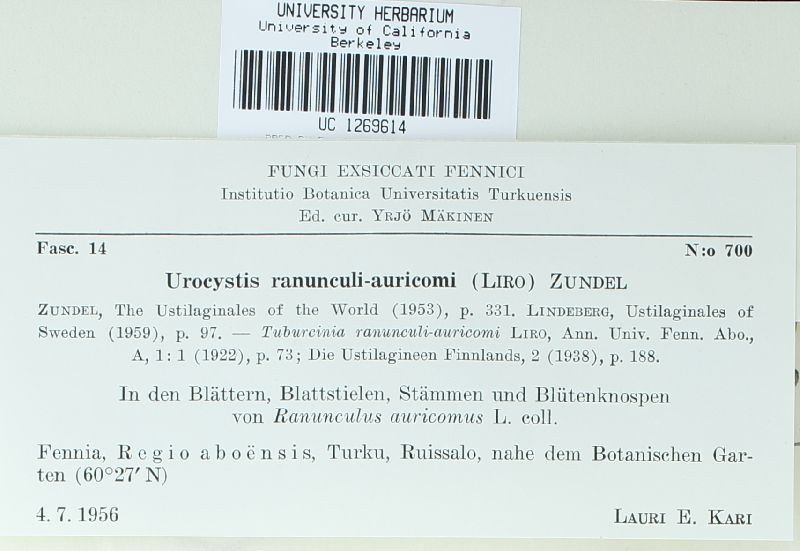 UNIVERSITY HERBARIUM
University of California
Berkeley
UC 1269614
FUNGI EXSICCATI FENNICI
Institutio Botanica Universitatis Turkuensis
Ed. cur. YRJÖ MÄKINEN
Fasc. 14 N:o 700
Urocystis ranunculi-auricomi (LIRO) ZUNDEL
ZUNDEL, The Ustilaginales of the World (1953), p. 331. LINDEBERG, Ustilaginales of
Sweden (1959), p. 97. — Tuburcinia ranunculi-auricomi LIRO, Ann. Univ. Fenn. Abo.,
A, 1: 1 (1922), p. 73; Die Ustilagineen Finnlands, 2 (1938), p. 188.
In den Blättern, Blattstielen, Stämmen und Blütenknospen
von Ranunculus auricomus L. coll.
Fennia, Regio aboënsis, Turku, Ruissalo, nahe dem Botanischen Gar-
ten (60°27′ N)
4. 7. 1956 LAURI E. KARI